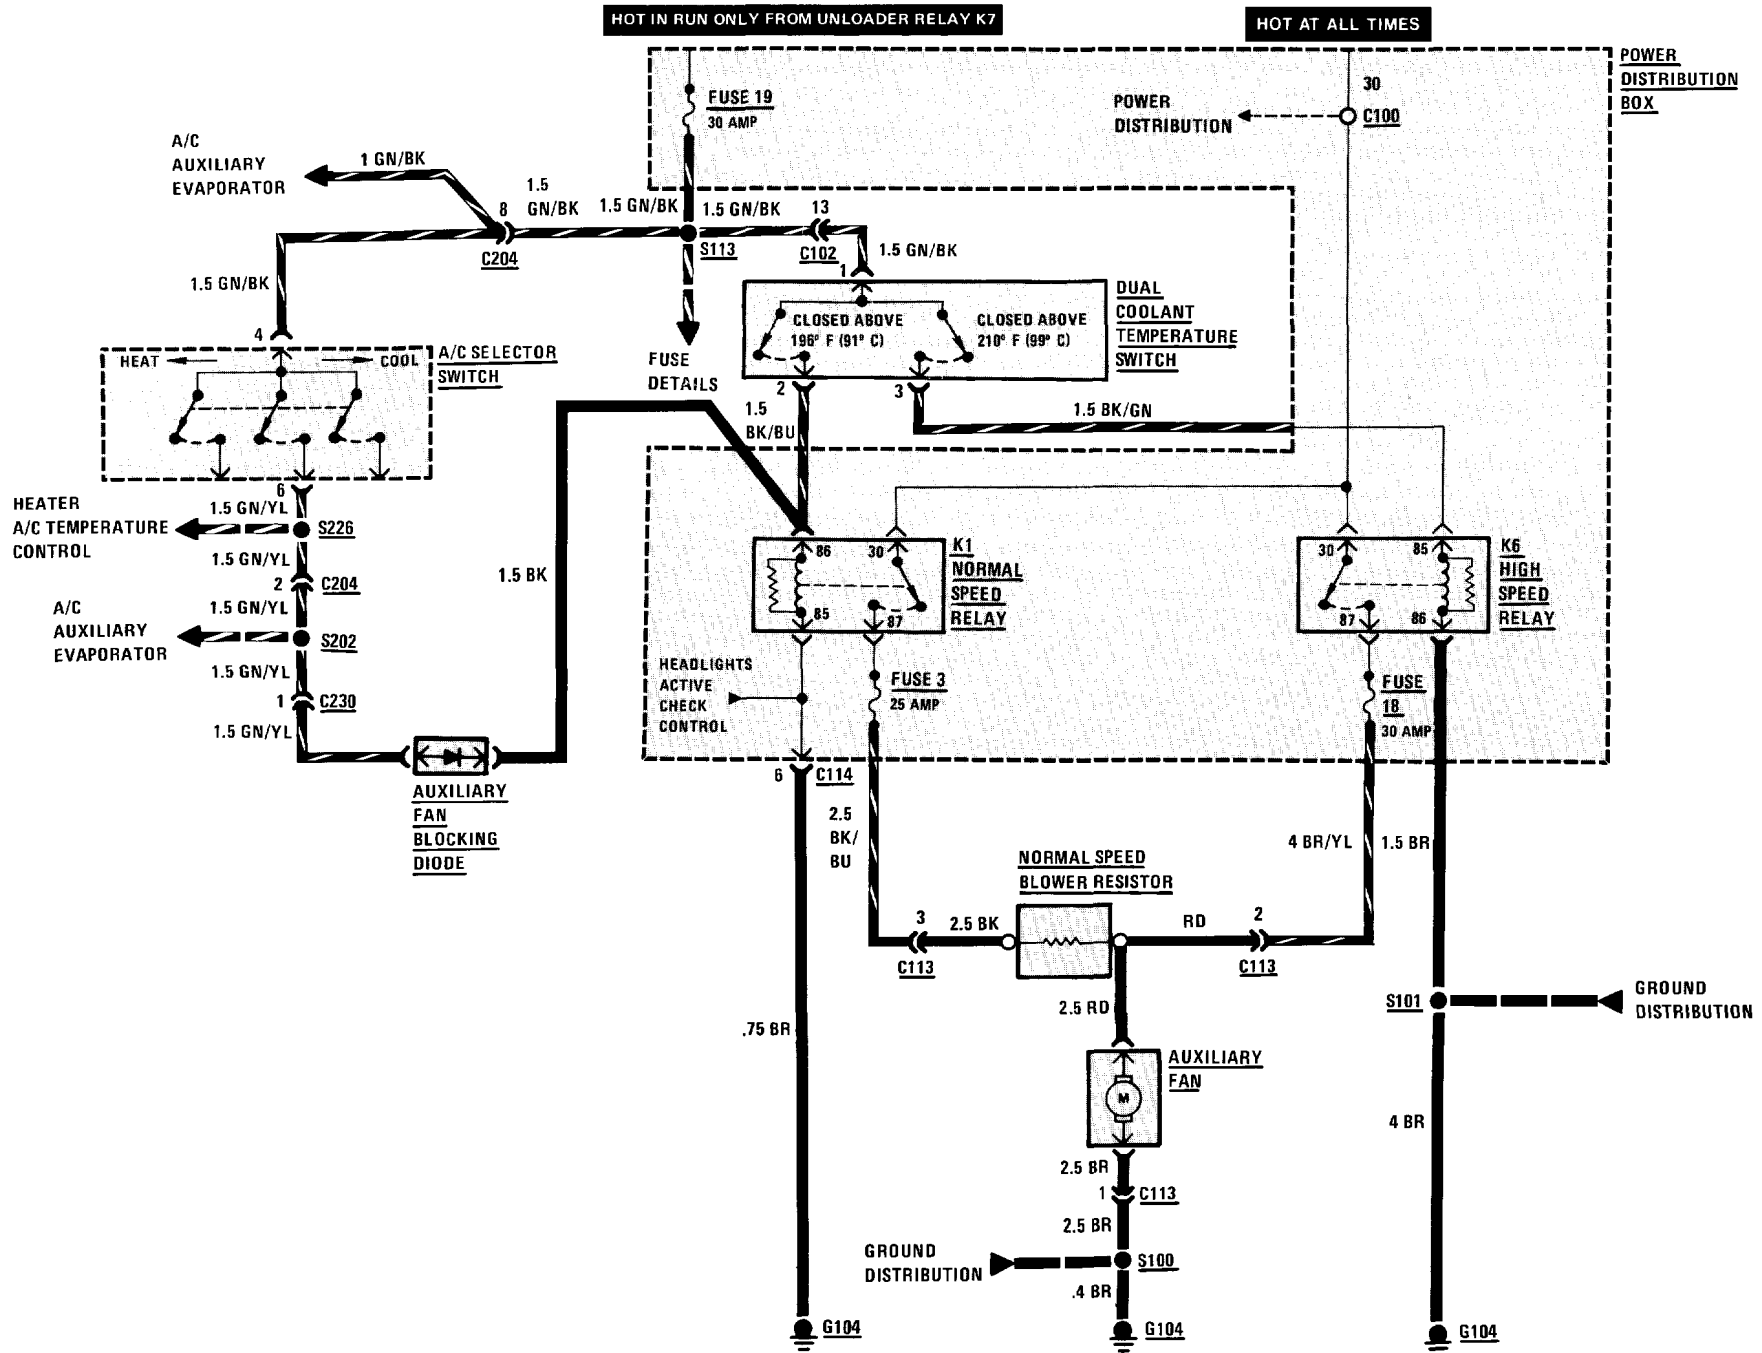 HOT IN RUN ONLY FROM UNLOADER RELAY K7
HOT AT ALL TIMES
POWER
DISTRIBUTION
BOX
FUSE 19
30 AMP
30
POWER
DISTRIBUTION
C100
A/C
AUXILIARY
EVAPORATOR
1 GN/BK
8
1.5
GN/BK
1.5 GN/BK
1.5 GN/BK
13
C204
S113
C102
1.5 GN/BK
1
1.5 GN/BK
4
DUAL
COOLANT
TEMPERATURE
SWITCH
CLOSED ABOVE
196° F (91° C)
CLOSED ABOVE
210° F (99° C)
HEAT
COOL
A/C SELECTOR
SWITCH
FUSE
DETAILS
2
3
1.5
BK/BU
1.5 BK/GN
6
HEATER
A/C TEMPERATURE
CONTROL
1.5 GN/YL
S226
1.5 GN/YL
2
C204
1.5 GN/YL
A/C
AUXILIARY
EVAPORATOR
S202
1.5 GN/YL
1
C230
1.5 GN/YL
1.5 BK
86
30
85
87
K1
NORMAL
SPEED
RELAY
30
85
87
86
K6
HIGH
SPEED
RELAY
HEADLIGHTS
ACTIVE
CHECK
CONTROL
FUSE 3
25 AMP
FUSE
18
30 AMP
AUXILIARY
FAN
BLOCKING
DIODE
6
C114
2.5
BK/
BU
4 BR/YL
1.5 BR
NORMAL SPEED
BLOWER RESISTOR
3
2.5 BK
RD
2
C113
C113
2.5 RD
S101
GROUND
DISTRIBUTION
.75 BR
AUXILIARY
FAN
M
4 BR
2.5 BR
1
C113
2.5 BR
GROUND
DISTRIBUTION
S100
.4 BR
G104
G104
G104